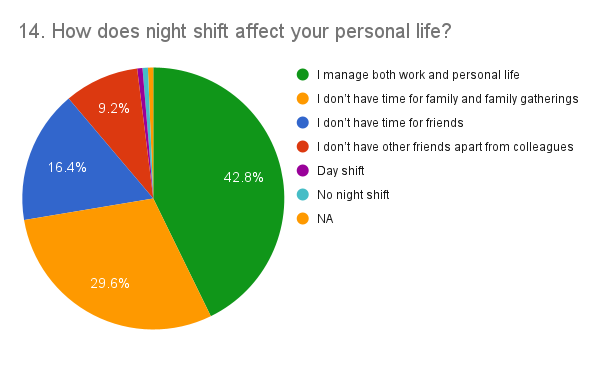 14. How does night shift affect your personal life?
I manage both work and personal life
I don't have time for family and family gatherings
I don't have time for friends
I don't have other friends apart from colleagues
Day shift
No night shift
NA
9.2%
16.4%
42.8%
29.6%